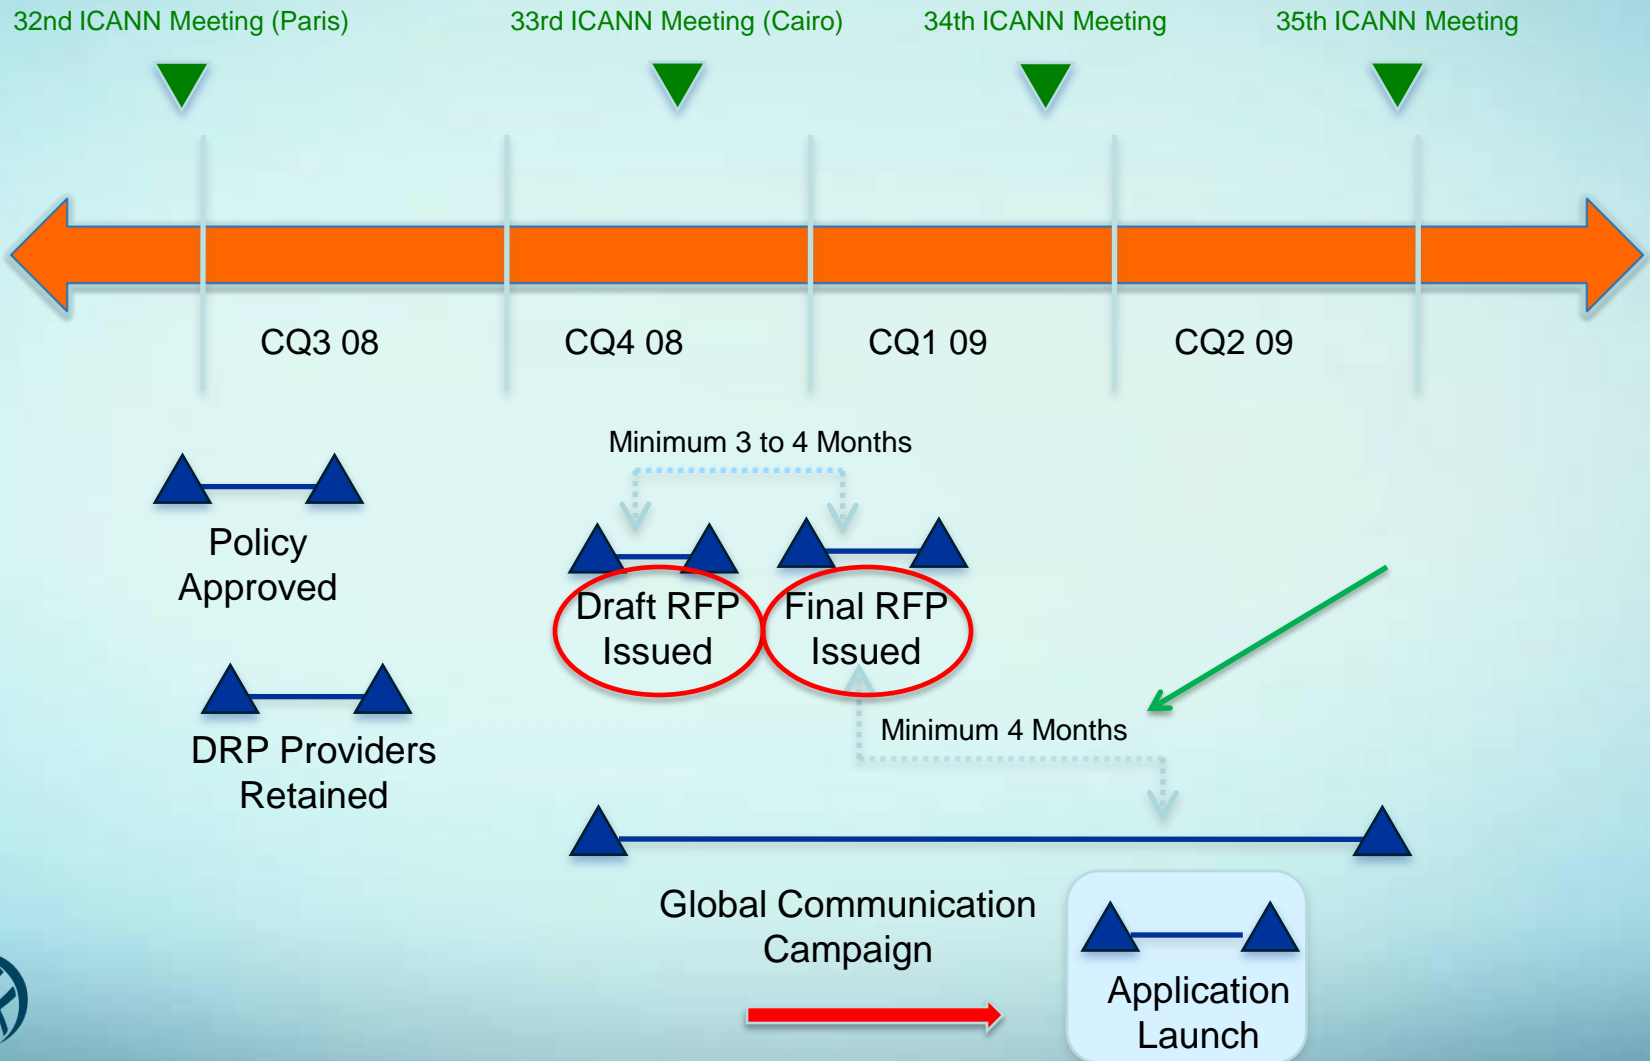 32nd ICANN Meeting (Paris)
33rd ICANN Meeting (Cairo)
34th ICANN Meeting
35th ICANN Meeting
CQ3 08
CQ4 08
CQ1 09
CQ2 09
Minimum 3 to 4 Months
Policy
Approved
Draft RFP
Issued
Final RFP
Issued
Minimum 4 Months
DRP Providers
Retained
Global Communication
Campaign
Application
Launch